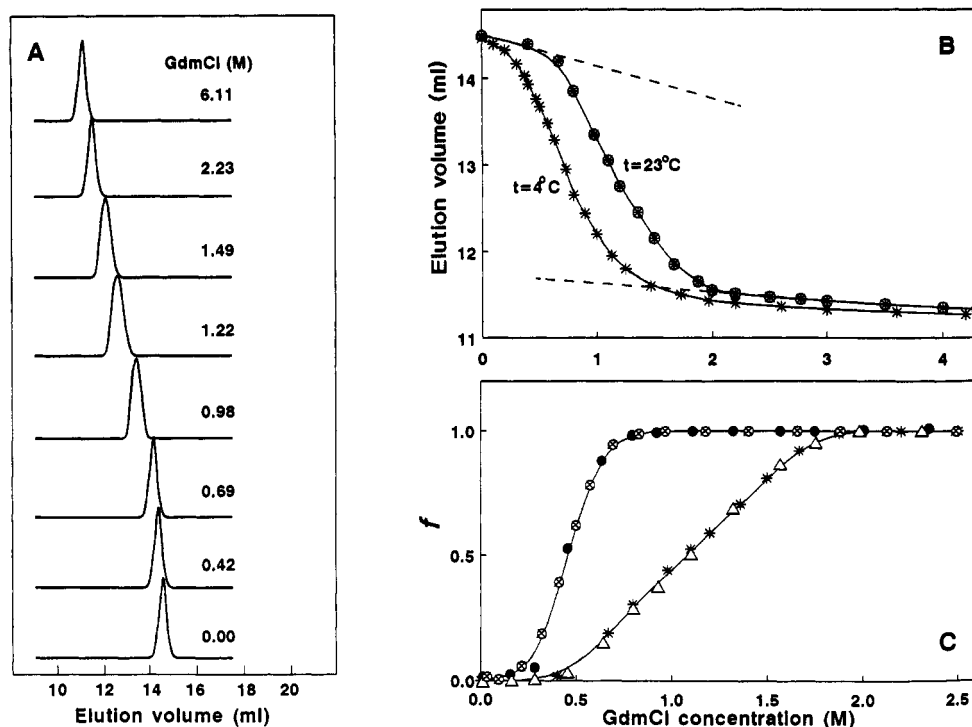 A
GdmCl (M)
6.11
2.23
1.49
1.22
0.98
0.69
0.42
0.00
10 12 14 16 18 20
Elution volume (ml)
B
Elution volume (ml)
14
13
12
11
t=23°C
t=4°C
0 1 2 3 4
C
f
1.0
0.5
0.0
0.0 0.5 1.0 1.5 2.0 2.5
GdmCl concentration (M)